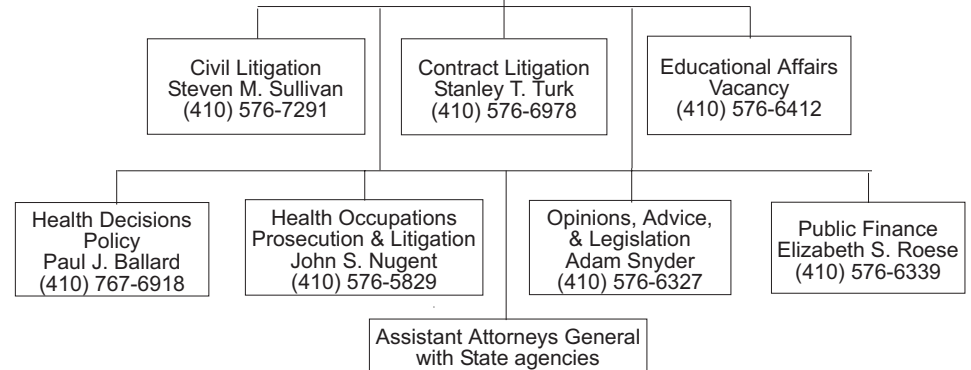 Civil Litigation
Steven M. Sullivan
(410) 576-7291
Contract Litigation
Stanley T. Turk
(410) 576-6978
Educational Affairs
Vacancy
(410) 576-6412
Health Decisions
Policy
Paul J. Ballard
(410) 767-6918
Health Occupations
Prosecution & Litigation
John S. Nugent
(410) 576-5829
Opinions, Advice,
& Legislation
Adam Snyder
(410) 576-6327
Public Finance
Elizabeth S. Roese
(410) 576-6339
Assistant Attorneys General
with State agencies